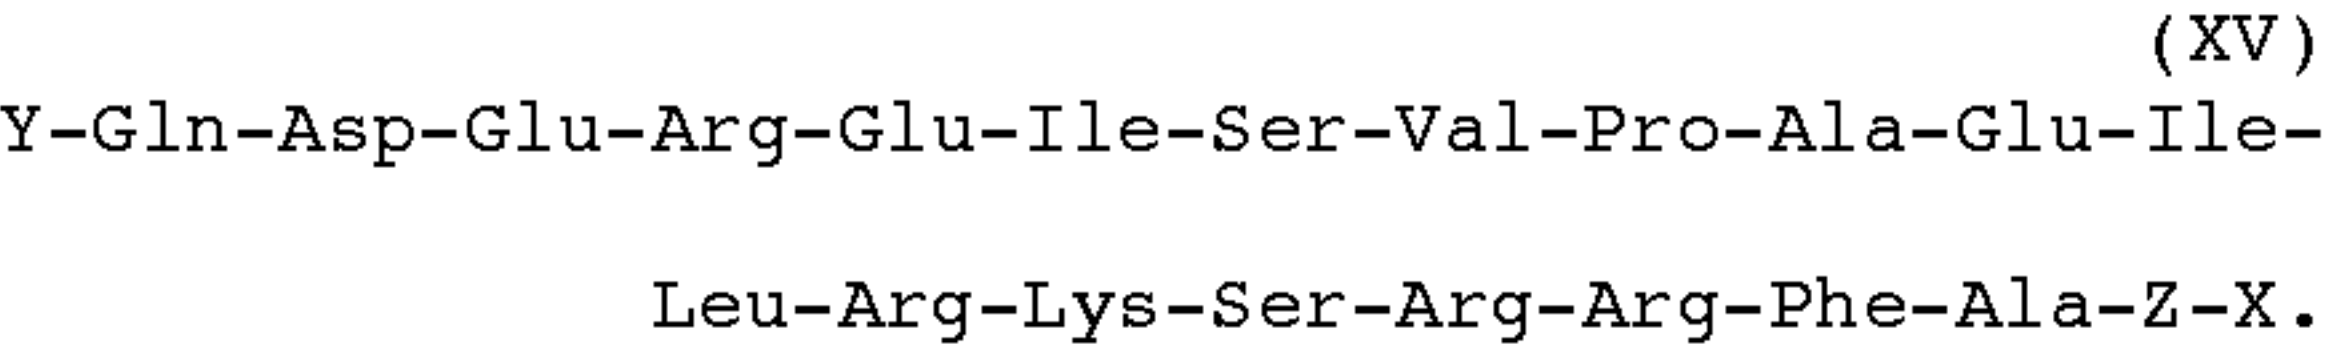 (XV)
Y-Gln-Asp-Glu-Arg-Glu-Ile-Ser-Val-Pro-Ala-Glu-Ile-
Leu-Arg-Lys-Ser-Arg-Arg-Phe-Ala-Z-X.